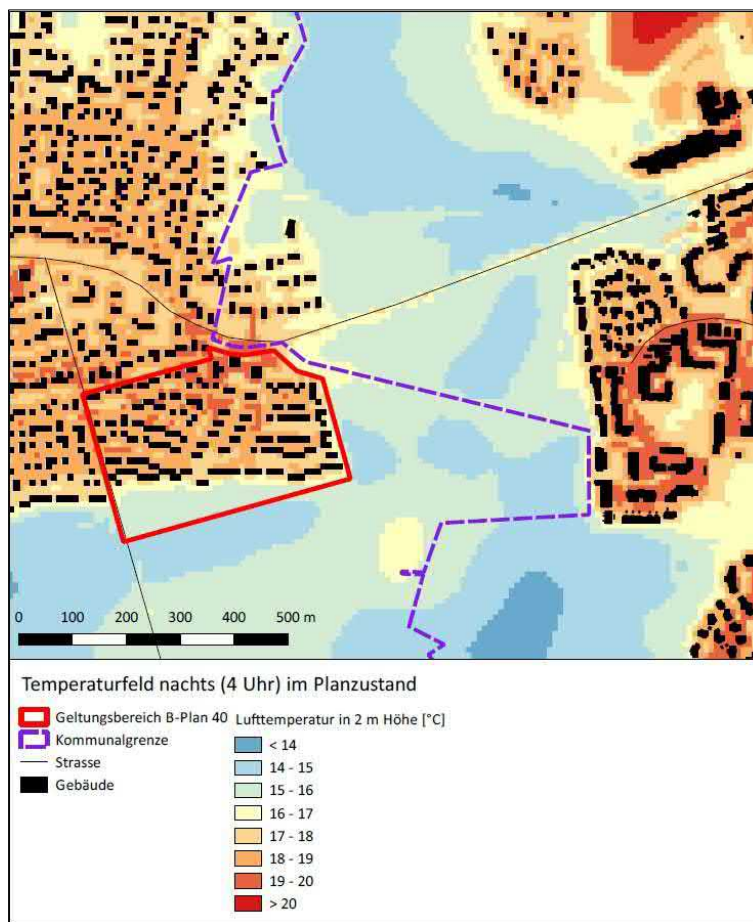 0 100 200 300 400 500 m
Temperaturfeld nachts (4 Uhr) im Planzustand
Geltungsbereich B-Plan 40
Kommunalgrenze
Strasse
Gebäude
Lufttemperatur in 2 m Höhe [°C]
< 14
14 - 15
15 - 16
16 - 17
17 - 18
18 - 19
19 - 20
> 20